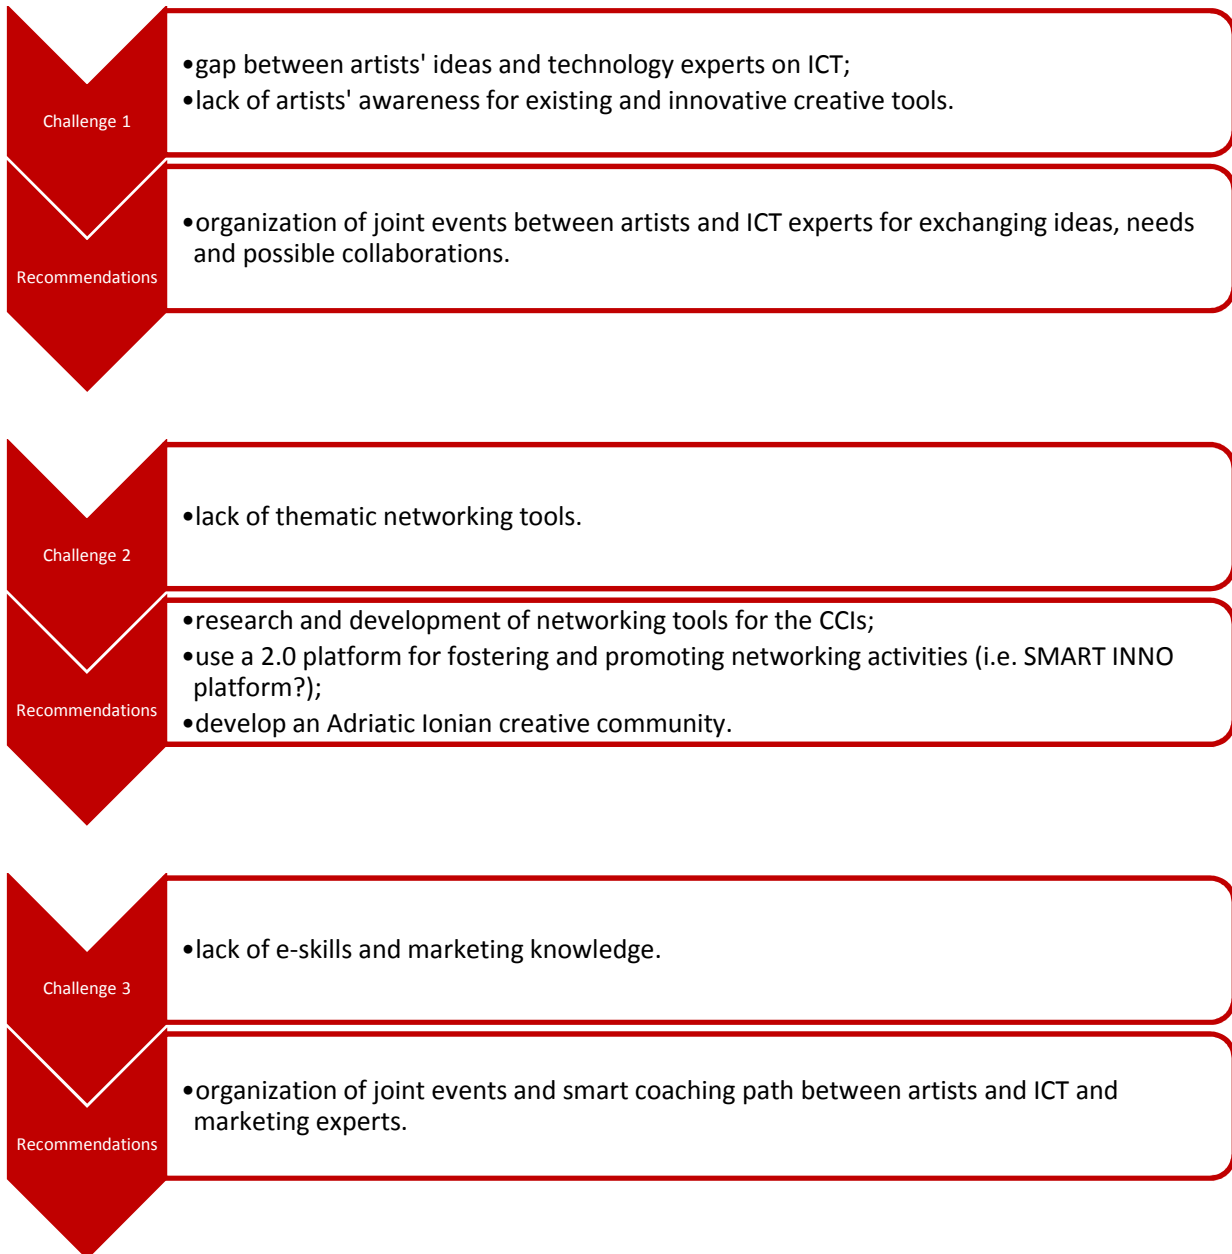 Challenge 1
•gap between artists' ideas and technology experts on ICT;
•lack of artists' awareness for existing and innovative creative tools.
Recommendations
•organization of joint events between artists and ICT experts for exchanging ideas, needs
and possible collaborations.
Challenge 2
•lack of thematic networking tools.
Recommendations
•research and development of networking tools for the CCIs;
•use a 2.0 platform for fostering and promoting networking activities (i.e. SMART INNO
platform?);
•develop an Adriatic Ionian creative community.
Challenge 3
•lack of e-skills and marketing knowledge.
Recommendations
•organization of joint events and smart coaching path between artists and ICT and
marketing experts.